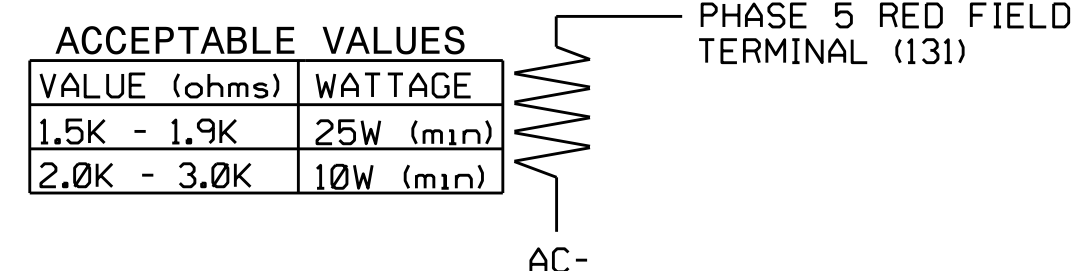 ACCEPTABLE VALUES
VALUE (ohms) WATTAGE
1.5K - 1.9K 25W (min)
2.0K - 3.0K 10W (min)
PHASE 5 RED FIELD
TERMINAL (131)
AC-